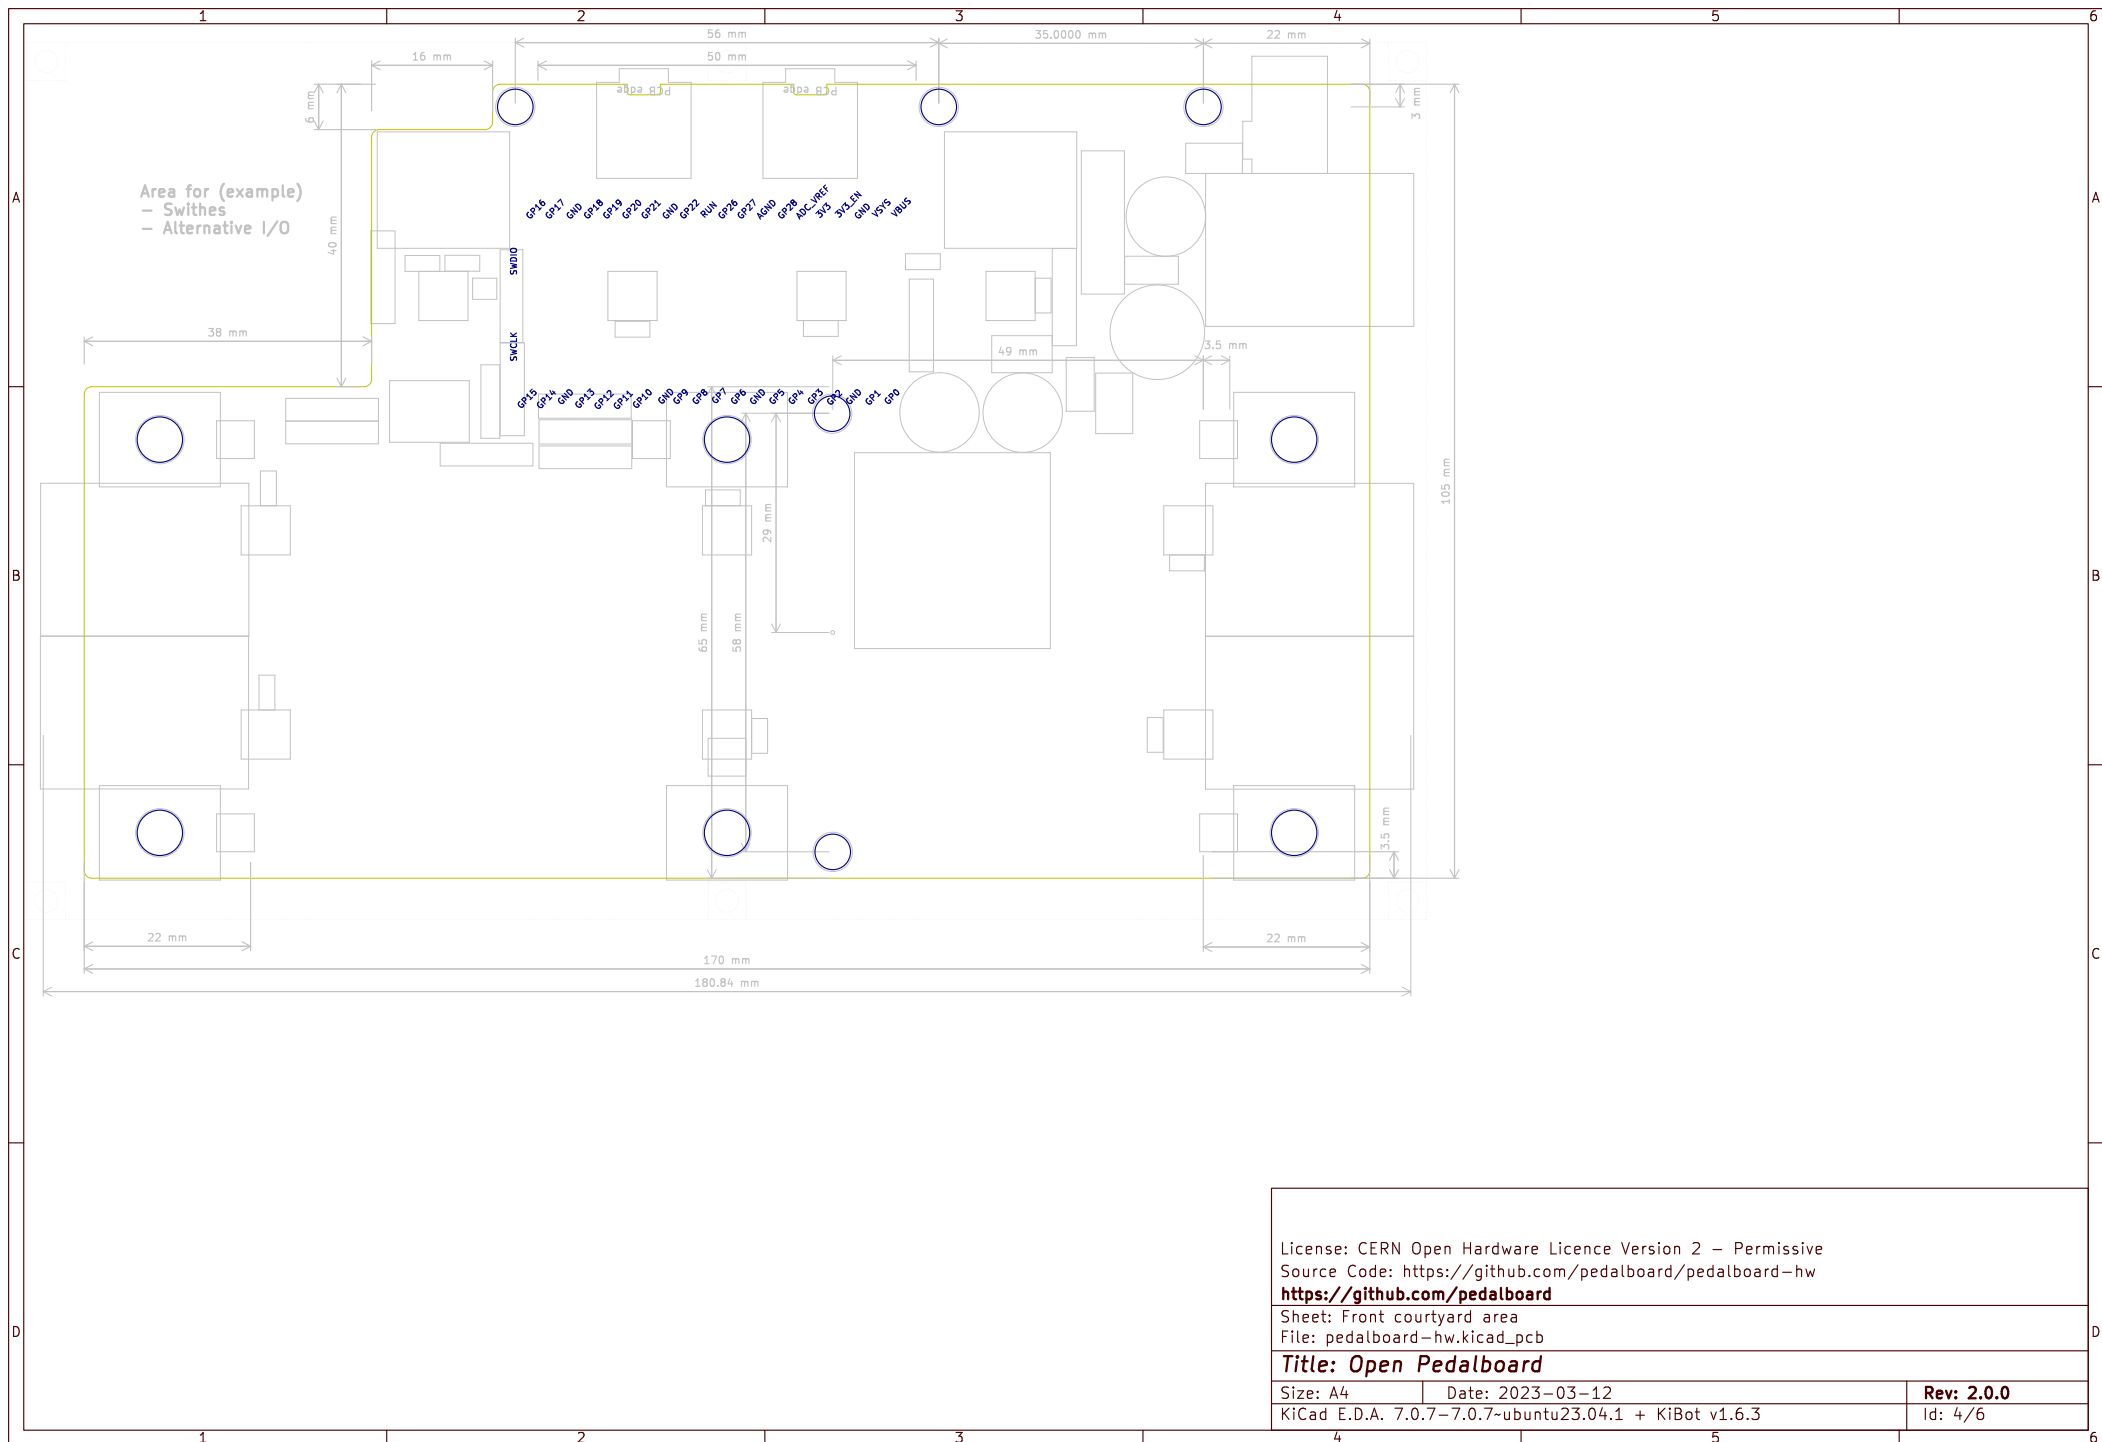 1 2 3 4 5 6
56 mm
35.0000 mm
22 mm
16 mm
50 mm
PCB edge
PCB edge
6 mm
3 mm
A
A
Area for (example)
- Swithes
- Alternative I/O
40 mm
GP16 GP17 GND GP18 GP19 GP20 GP21 GND GP22 RUN GP26 GP27 AGND GP28 ADC_VREF 3V3 3V3_EN GND VSYS VBUS
SWDIO
SWCLK
38 mm
49 mm
3.5 mm
GP15 GP14 GND GP13 GP12 GP11 GP10 GND GP9 GP8 GP7 GP6 GND GP5 GP4 GP3 GP2 GND GP1 GP0
105 mm
29 mm
B
B
65 mm
58 mm
3.5 mm
22 mm
22 mm
C
C
170 mm
180.84 mm
License: CERN Open Hardware Licence Version 2 - Permissive
Source Code: https://github.com/pedalboard/pedalboard-hw
https://github.com/pedalboard
Sheet: Front courtyard area
File: pedalboard-hw.kicad_pcb
D
D
Title: Open Pedalboard
Size: A4
Date: 2023-03-12
Rev: 2.0.0
KiCad E.D.A. 7.0.7-7.0.7~ubuntu23.04.1 + KiBot v1.6.3
Id: 4/6
1 2 3 4 5 6